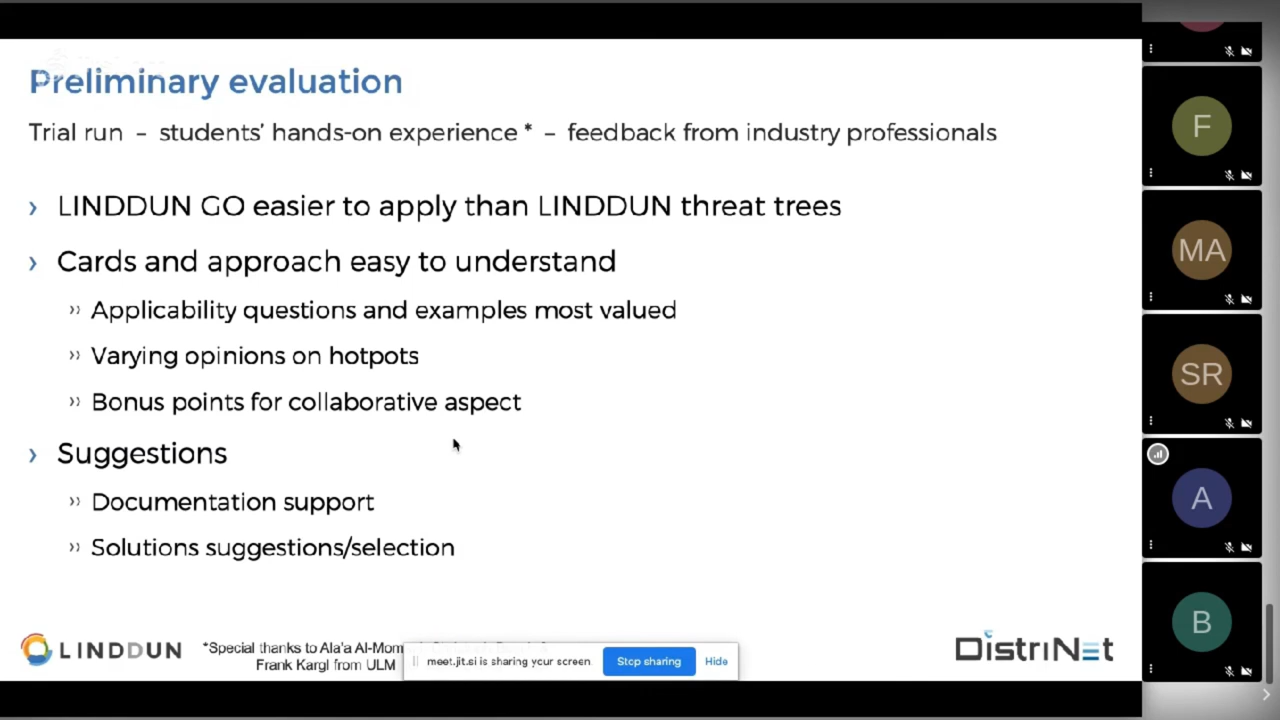 Preliminary evaluation
Trial run – students’ hands-on experience * – feedback from industry professionals
› LINDDUN GO easier to apply than LINDDUN threat trees
› Cards and approach easy to understand
» Applicability questions and examples most valued
» Varying opinions on hotpots
» Bonus points for collaborative aspect
› Suggestions
» Documentation support
» Solutions suggestions/selection
LINDDUN
*Special thanks to Ala'a Al-Mom
Frank Kargl from ULM
meet.jit.si is sharing your screen.
Stop sharing
Hide
DistriNet
F
MA
SR
A
B